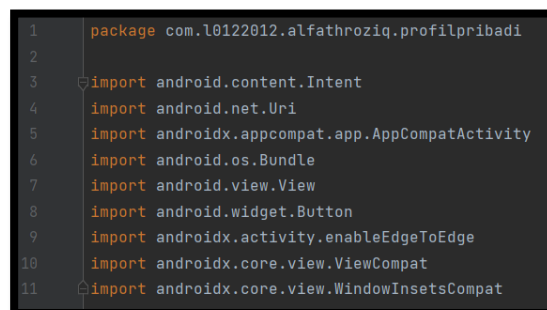 1 package com.l0122012.alfathroziq.profilpribadi
2
3 import android.content.Intent
4 import android.net.Uri
5 import androidx.appcompat.app.AppCompatActivity
6 import android.os.Bundle
7 import android.view.View
8 import android.widget.Button
9 import androidx.activity.enableEdgeToEdge
10 import androidx.core.view.ViewCompat
11 import androidx.core.view.WindowInsetsCompat